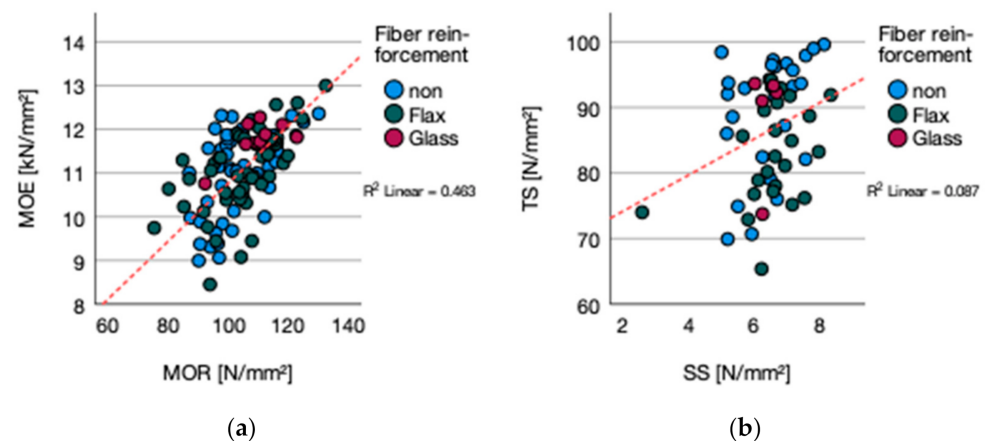 14
13
12
11
10
9
8
MOE [kN/mm²]
60 80 100 120 140
MOR [N/mm²]
Fiber rein-
forcement
non
Flax
Glass
R² Linear = 0.463
(a)
100
90
80
70
60
TS [N/mm²]
2 4 6 8
SS [N/mm²]
Fiber rein-
forcement
non
Flax
Glass
R² Linear = 0.087
(b)